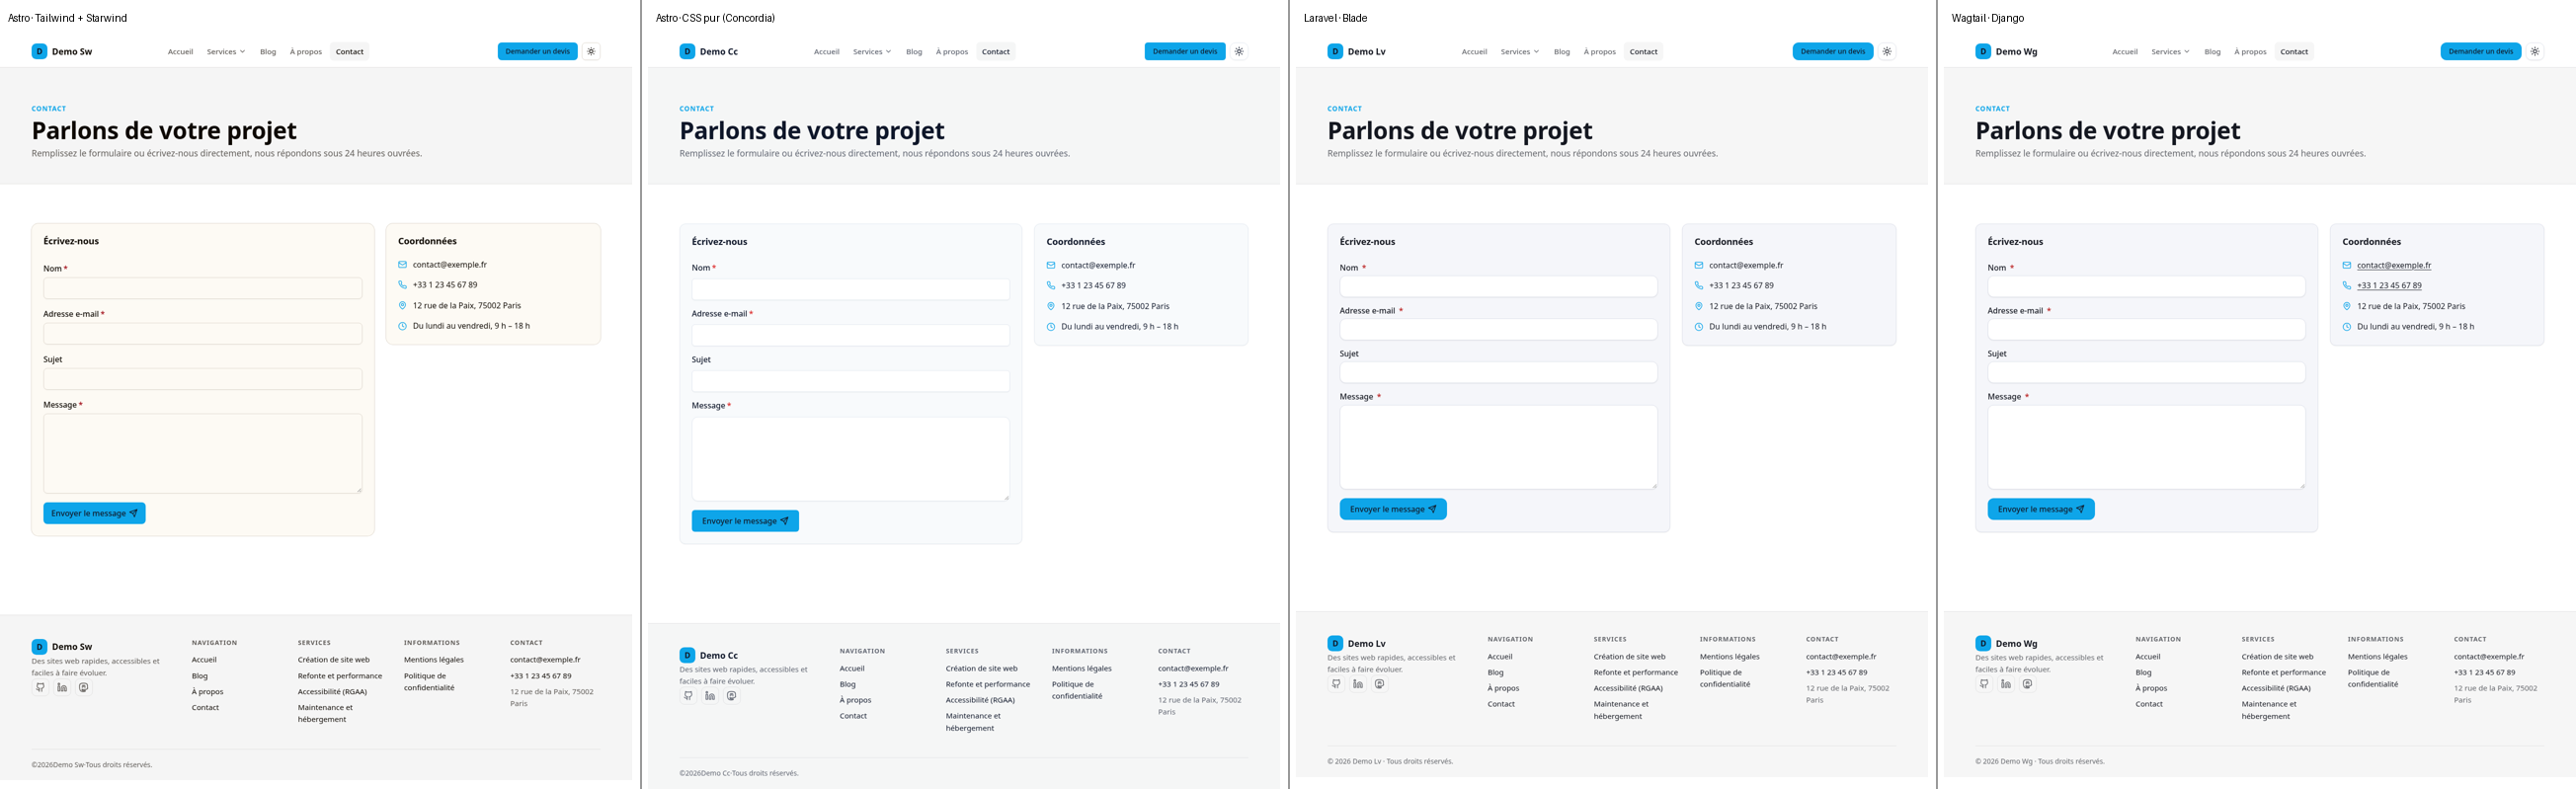 Astro · Tailwind + Starwind
D Demo Sw Accueil Services Blog À propos Contact Demander un devis
CONTACT
Parlons de votre projet
Remplissez le formulaire ou écrivez-nous directement, nous répondons sous 24 heures ouvrées.
Écrivez-nous
Nom *
Adresse e-mail *
Sujet
Message *
Envoyer le message
Coordonnées
contact@exemple.fr
+33 1 23 45 67 89
12 rue de la Paix, 75002 Paris
Du lundi au vendredi, 9 h – 18 h
D Demo Sw
Des sites web rapides, accessibles et
faciles à faire évoluer.
NAVIGATION
Accueil
Blog
À propos
Contact
SERVICES
Création de site web
Refonte et performance
Accessibilité (RGAA)
Maintenance et
hébergement
INFORMATIONS
Mentions légales
Politique de
confidentialité
CONTACT
contact@exemple.fr
+33 1 23 45 67 89
12 rue de la Paix, 75002
Paris
©2026Demo Sw·Tous droits réservés.
Astro · CSS pur (Concordia)
D Demo Cc Accueil Services Blog À propos Contact Demander un devis
CONTACT
Parlons de votre projet
Remplissez le formulaire ou écrivez-nous directement, nous répondons sous 24 heures ouvrées.
Écrivez-nous
Nom *
Adresse e-mail *
Sujet
Message *
Envoyer le message
Coordonnées
contact@exemple.fr
+33 1 23 45 67 89
12 rue de la Paix, 75002 Paris
Du lundi au vendredi, 9 h – 18 h
D Demo Cc
Des sites web rapides, accessibles et
faciles à faire évoluer.
NAVIGATION
Accueil
Blog
À propos
Contact
SERVICES
Création de site web
Refonte et performance
Accessibilité (RGAA)
Maintenance et
hébergement
INFORMATIONS
Mentions légales
Politique de
confidentialité
CONTACT
contact@exemple.fr
+33 1 23 45 67 89
12 rue de la Paix, 75002
Paris
©2026Demo Cc·Tous droits réservés.
Laravel · Blade
D Demo Lv Accueil Services Blog À propos Contact Demander un devis
CONTACT
Parlons de votre projet
Remplissez le formulaire ou écrivez-nous directement, nous répondons sous 24 heures ouvrées.
Écrivez-nous
Nom *
Adresse e-mail *
Sujet
Message *
Envoyer le message
Coordonnées
contact@exemple.fr
+33 1 23 45 67 89
12 rue de la Paix, 75002 Paris
Du lundi au vendredi, 9 h – 18 h
D Demo Lv
Des sites web rapides, accessibles et
faciles à faire évoluer.
NAVIGATION
Accueil
Blog
À propos
Contact
SERVICES
Création de site web
Refonte et performance
Accessibilité (RGAA)
Maintenance et
hébergement
INFORMATIONS
Mentions légales
Politique de
confidentialité
CONTACT
contact@exemple.fr
+33 1 23 45 67 89
12 rue de la Paix, 75002
Paris
© 2026 Demo Lv · Tous droits réservés.
Wagtail · Django
D Demo Wg Accueil Services Blog À propos Contact Demander un devis
CONTACT
Parlons de votre projet
Remplissez le formulaire ou écrivez-nous directement, nous répondons sous 24 heures ouvrées.
Écrivez-nous
Nom *
Adresse e-mail *
Sujet
Message *
Envoyer le message
Coordonnées
contact@exemple.fr
+33 1 23 45 67 89
12 rue de la Paix, 75002 Paris
Du lundi au vendredi, 9 h – 18 h
D Demo Wg
Des sites web rapides, accessibles et
faciles à faire évoluer.
NAVIGATION
Accueil
Blog
À propos
Contact
SERVICES
Création de site web
Refonte et performance
Accessibilité (RGAA)
Maintenance et
hébergement
INFORMATIONS
Mentions légales
Politique de
confidentialité
CONTACT
contact@exemple.fr
+33 1 23 45 67 89
12 rue de la Paix, 75002
Paris
© 2026 Demo Wg · Tous droits réservés.